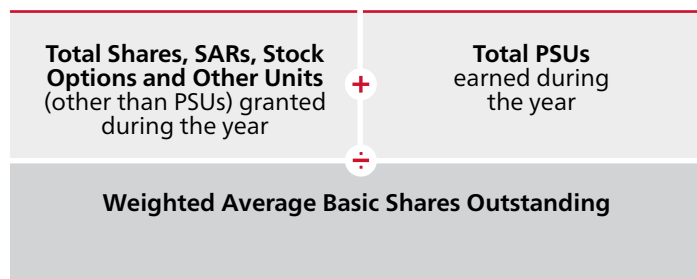 Total Shares, SARs, Stock
Options and Other Units
(other than PSUs) granted
during the year
+
Total PSUs
earned during
the year
÷
Weighted Average Basic Shares Outstanding